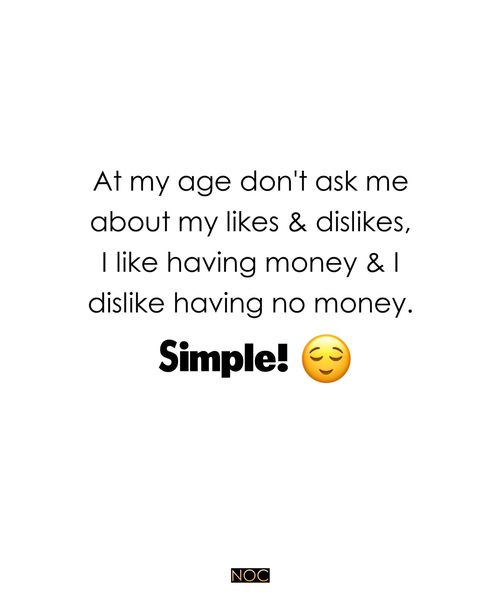 At my age don't ask me
about my likes & dislikes,
I like having money & I
dislike having no money.
Simple! 😌
NOC